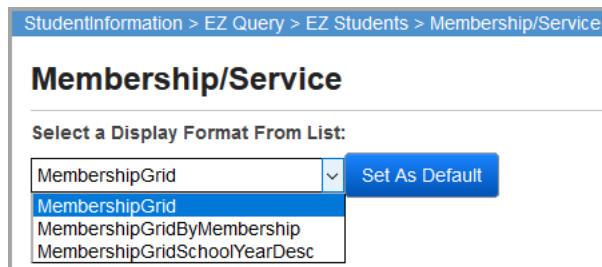 StudentInformation > EZ Query > EZ Students > Membership/Service
Membership/Service
Select a Display Format From List:
MembershipGrid
Set As Default
MembershipGrid
MembershipGridByMembership
MembershipGridSchoolYearDesc